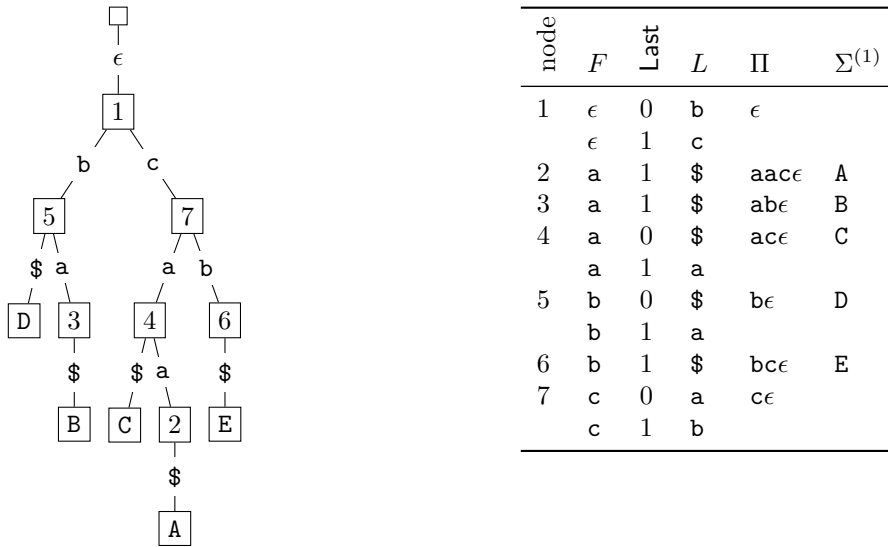 ϵ
1
b c
5 7
$ a a b
D 3 4 6
$ $ a $
B C 2 E
$
A
node F Last L Π Σ(1)
1 ϵ 0 b ϵ
ϵ 1 c
2 a 1 $ aacϵ A
3 a 1 $ abϵ B
4 a 0 $ acϵ C
a 1 a
5 b 0 $ bϵ D
b 1 a
6 b 1 $ bcϵ E
7 c 0 a cϵ
c 1 b